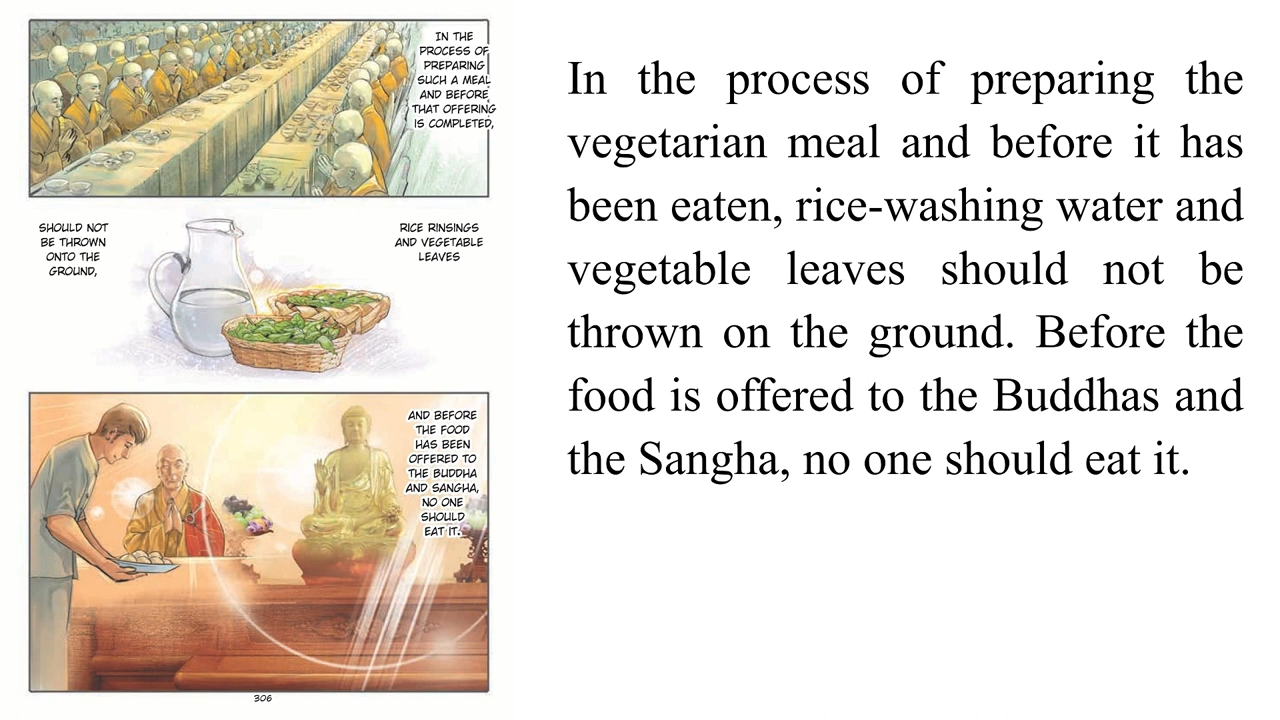 IN THE
PROCESS OF
PREPARING
SUCH A MEAL
AND BEFORE
THAT OFFERING
IS COMPLETED,
SHOULD NOT
BE THROWN
ONTO THE
GROUND,
RICE RINSINGS
AND VEGETABLE
LEAVES
AND BEFORE
THE FOOD
HAS BEEN
OFFERED TO
THE BUDDHA
AND SANGHA,
NO ONE
SHOULD
EAT IT.
306
In the process of preparing the
vegetarian meal and before it has
been eaten, rice-washing water and
vegetable leaves should not be
thrown on the ground. Before the
food is offered to the Buddhas and
the Sangha, no one should eat it.